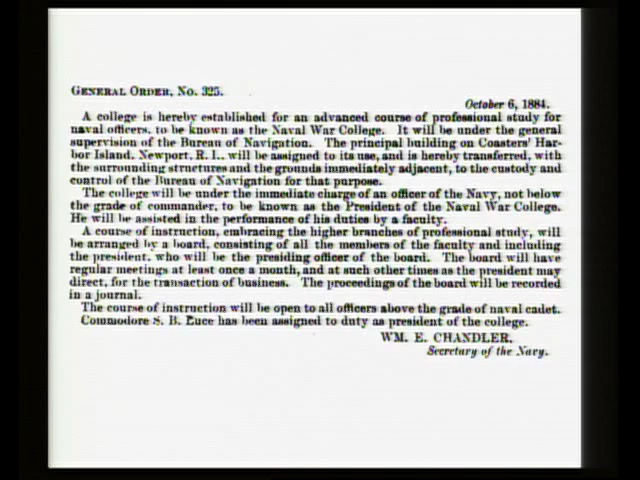 GENERAL ORDER, No. 325.
October 6, 1884.
A college is hereby established for an advanced course of professional study for
naval officers, to be known as the Naval War College. It will be under the general
supervision of the Bureau of Navigation. The principal building on Coasters' Har-
bor Island, Newport, R. I., will be assigned to its use, and is hereby transferred, with
the surrounding structures and the grounds immediately adjacent, to the custody and
control of the Bureau of Navigation for that purpose.
The college will be under the immediate charge of an officer of the Navy, not below
the grade of commander, to be known as the President of the Naval War College.
He will be assisted in the performance of his duties by a faculty.
A course of instruction, embracing the higher branches of professional study, will
be arranged by a board, consisting of all the members of the faculty and including
the president, who will be the presiding officer of the board. The board will have
regular meetings at least once a month, and at such other times as the president may
direct, for the transaction of business. The proceedings of the board will be recorded
in a journal.
The course of instruction will be open to all officers above the grade of naval cadet.
Commodore S. B. Luce has been assigned to duty as president of the college.
WM. E. CHANDLER,
Secretary of the Navy.